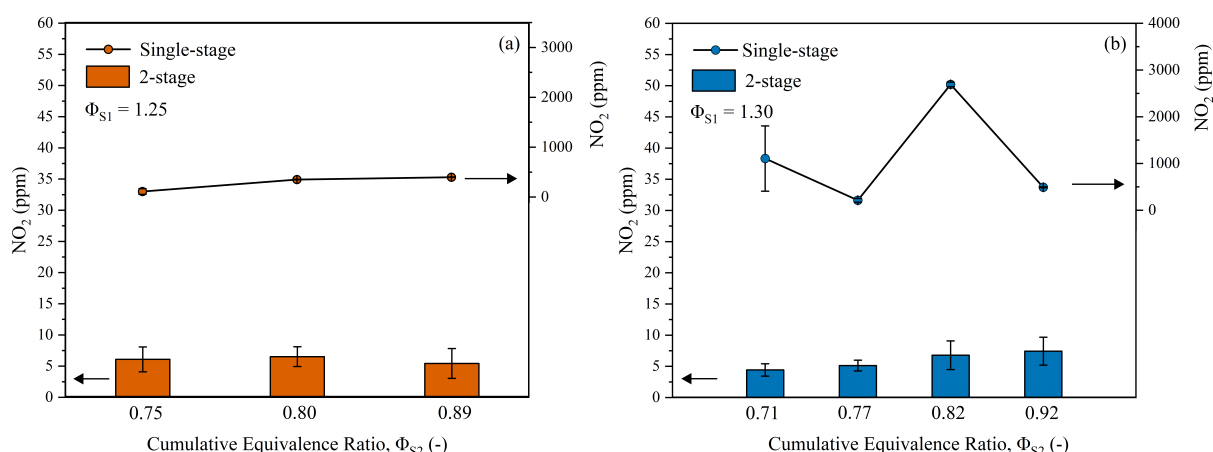 60
55
50
45
40
35
30
25
20
15
10
5
0
NO2 (ppm)
Single-stage
2-stage
ΦS1 = 1.25
(a)
3000
2000
1000
0
NO2 (ppm)
0.75 0.80 0.89
Cumulative Equivalence Ratio, ΦS2 (-)
60
55
50
45
40
35
30
25
20
15
10
5
0
NO2 (ppm)
Single-stage
2-stage
ΦS1 = 1.30
(b)
4000
3000
2000
1000
0
NO2 (ppm)
0.71 0.77 0.82 0.92
Cumulative Equivalence Ratio, ΦS2 (-)